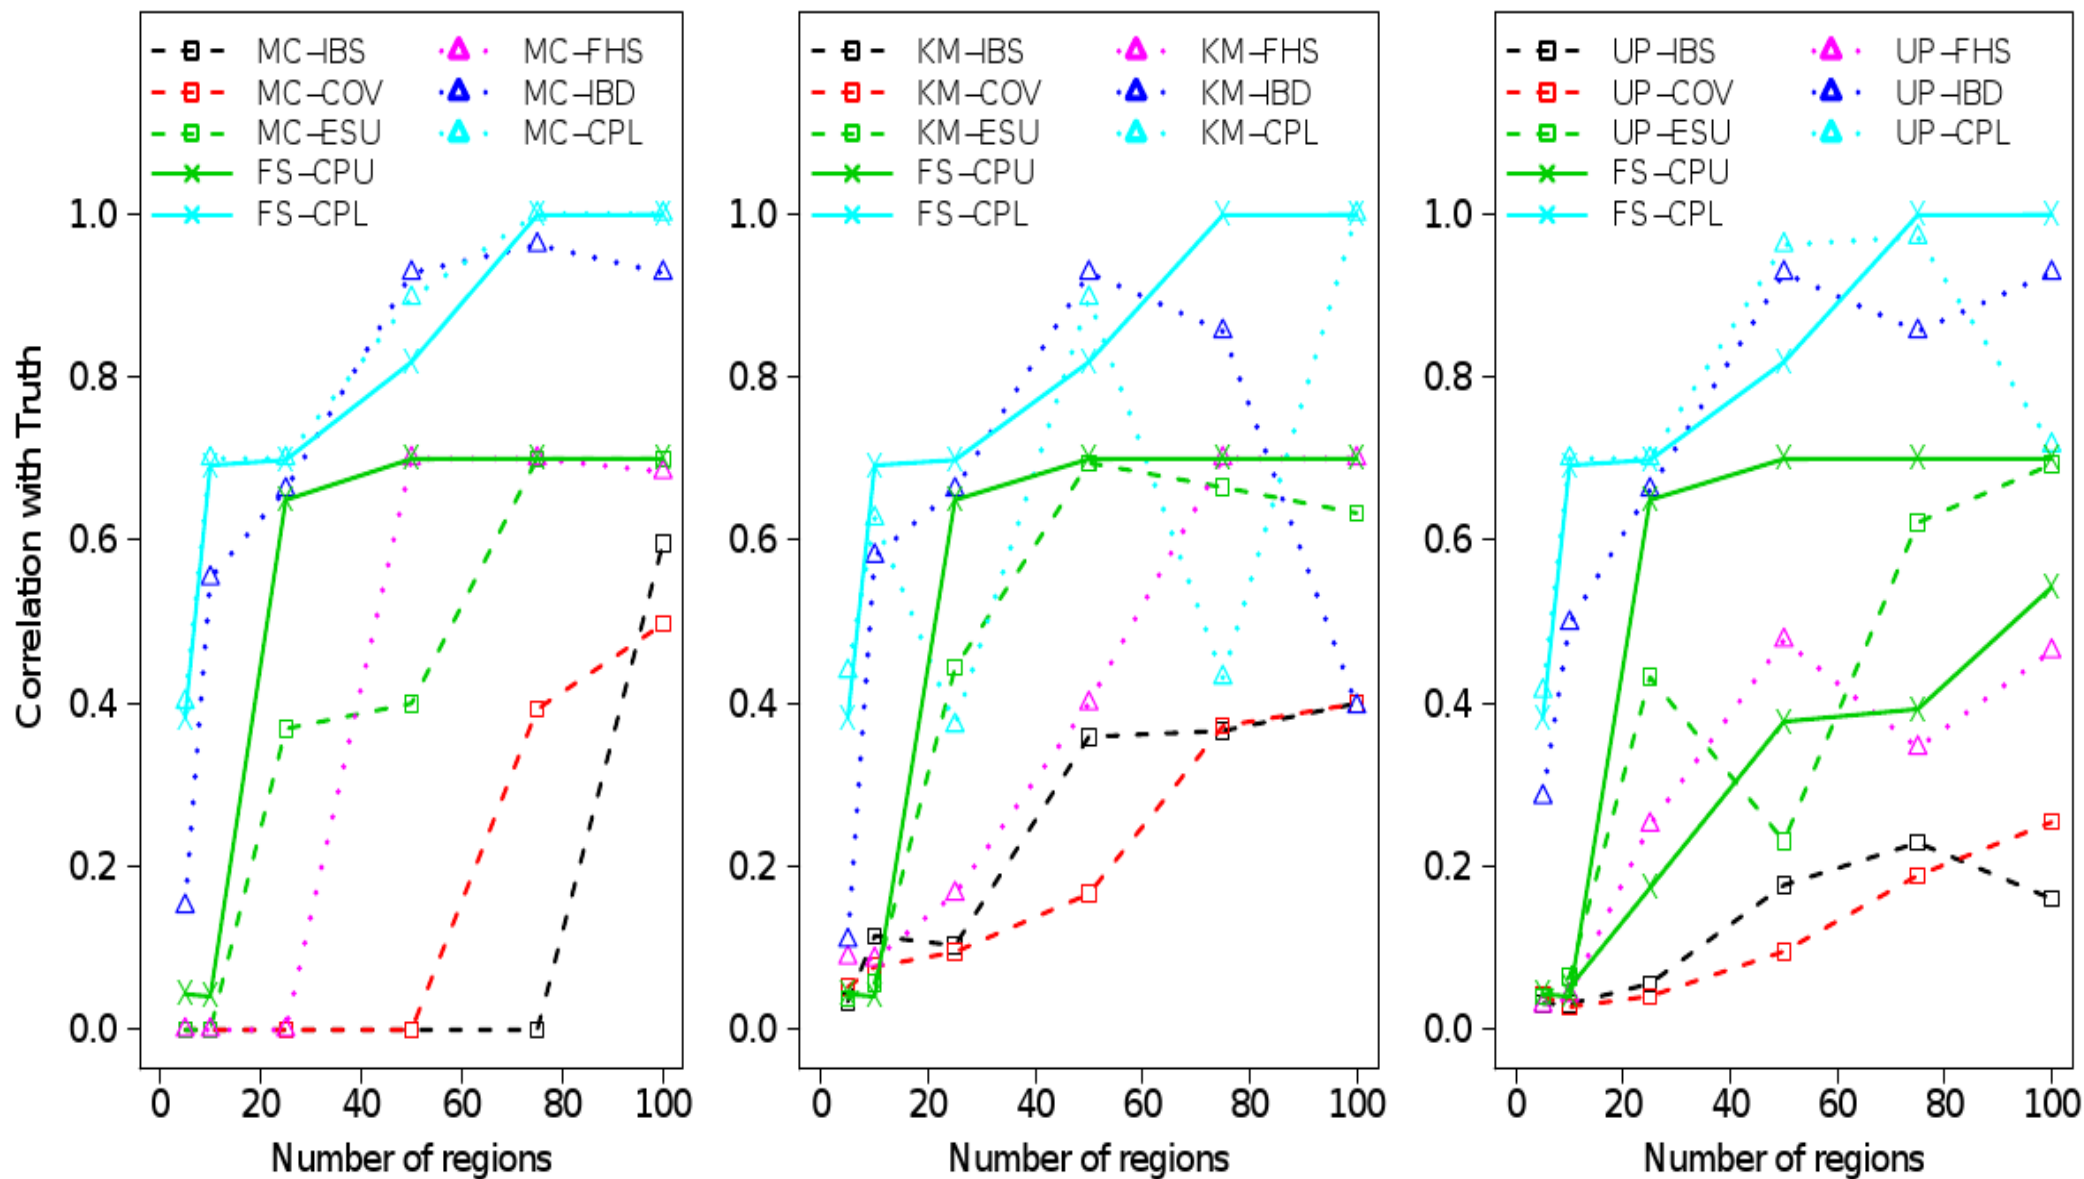 MC–IBS MC–FHS
MC–COV MC–IBD
MC–ESU MC–CPL
FS–CPU
FS–CPL
KM–IBS KM–FHS
KM–COV KM–IBD
KM–ESU KM–CPL
FS–CPU
FS–CPL
UP–IBS UP–FHS
UP–COV UP–IBD
UP–ESU UP–CPL
FS–CPU
FS–CPL
Correlation with Truth
1.0
0.8
0.6
0.4
0.2
0.0
0 20 40 60 80 100
Number of regions
1.0
0.8
0.6
0.4
0.2
0.0
0 20 40 60 80 100
Number of regions
1.0
0.8
0.6
0.4
0.2
0.0
0 20 40 60 80 100
Number of regions